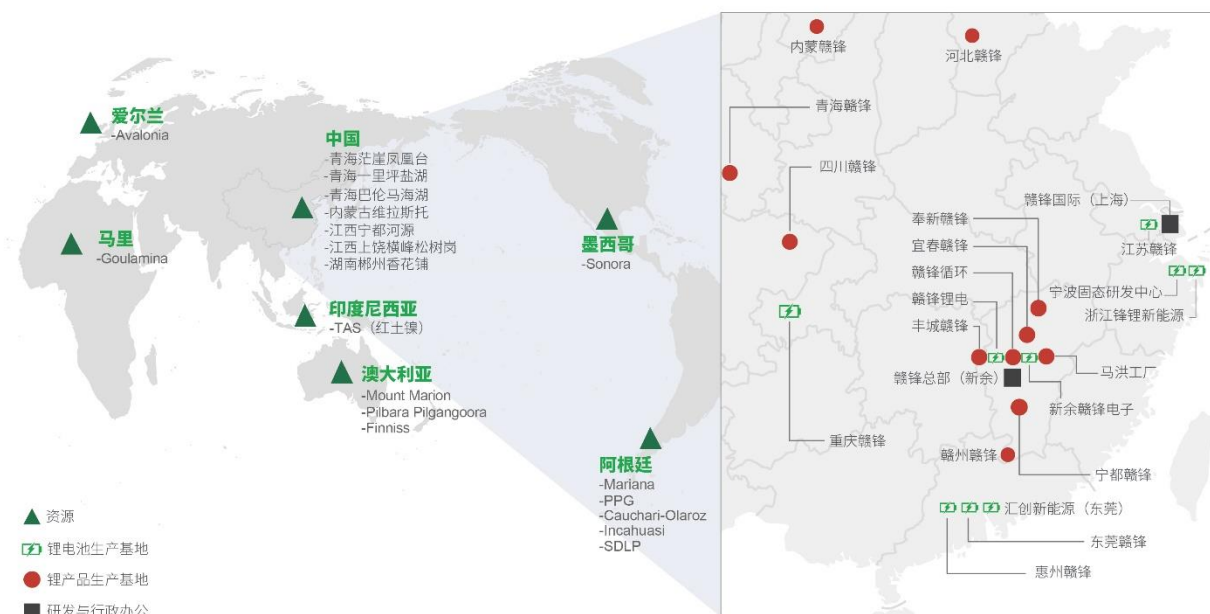 爱尔兰
-Avalonia
马里
-Goulamina
中国
-青海茫崖凤凰台
-青海一里坪盐湖
-青海巴伦马海湖
-内蒙古维拉斯托
-江西宁都河源
-江西上饶横峰松树岗
-湖南郴州香花铺
印度尼西亚
-TAS（红土镍）
澳大利亚
-Mount Marion
-Pilbara Pilgangoora
-Finniss
墨西哥
-Sonora
阿根廷
-Mariana
-PPG
-Cauchari-Olaroz
-Incahuasi
-SDLP
资源
锂电池生产基地
锂产品生产基地
研发与行政办公
内蒙赣锋
河北赣锋
青海赣锋
四川赣锋
赣锋国际（上海）
江苏赣锋
奉新赣锋
宜春赣锋
赣锋循环
赣锋锂电
丰城赣锋
宁波固态研发中心
浙江锋锂新能源
赣锋总部（新余）
马洪工厂
新余赣锋电子
重庆赣锋
赣州赣锋
宁都赣锋
汇创新能源（东莞）
东莞赣锋
惠州赣锋